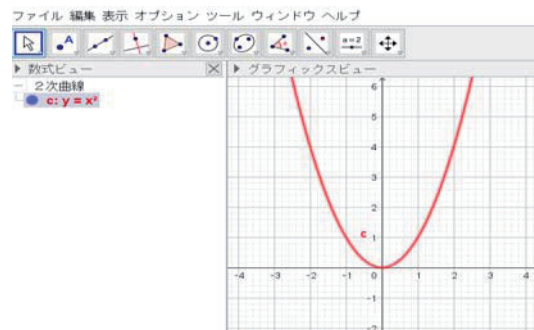 ファイル 編集 表示 オプション ツール ウィンドウ ヘルプ
A
a=2
数式ビュー
グラフィックスビュー
2次曲線
c: y = x²
6
5
4
3
2
1
c
-4 -3 -2 -1 0 1 2 3 4
-1
-2